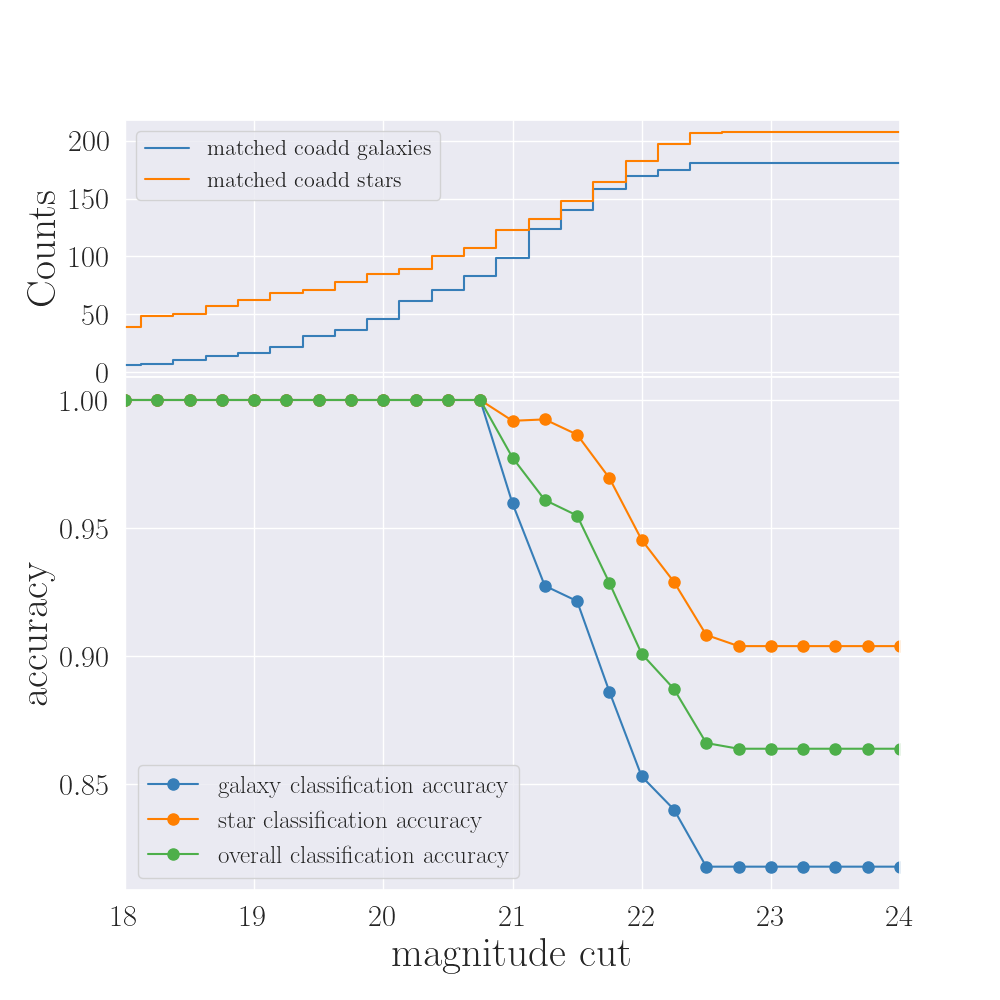 200
150
100
50
0
Counts
matched coadd galaxies
matched coadd stars
1.00
0.95
0.90
0.85
accuracy
galaxy classification accuracy
star classification accuracy
overall classification accuracy
18 19 20 21 22 23 24
magnitude cut